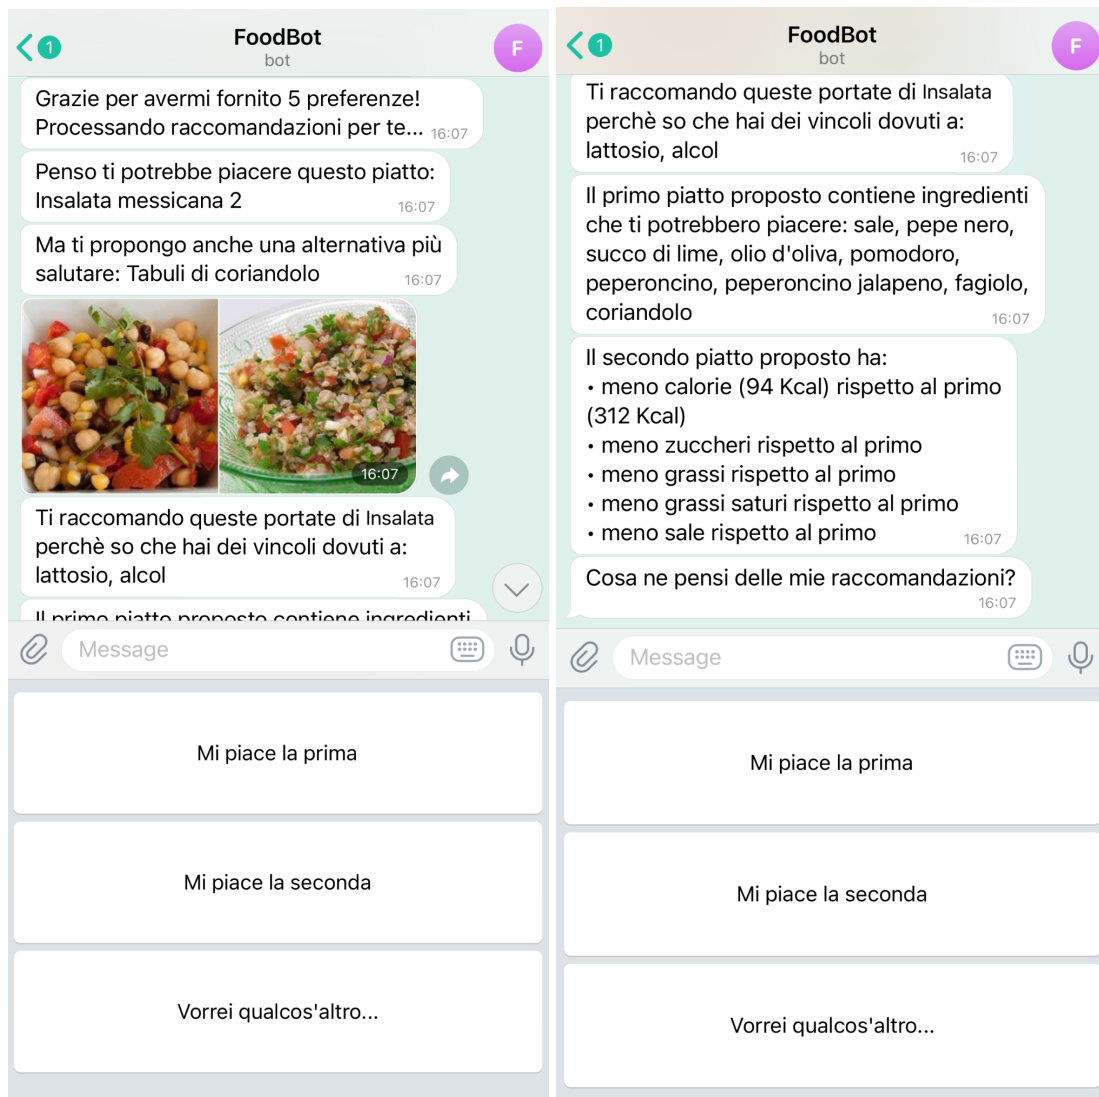 1
FoodBot
bot
F
Grazie per avermi fornito 5 preferenze!
Processando raccomandazioni per te...
16:07
Penso ti potrebbe piacere questo piatto:
Insalata messicana 2
16:07
Ma ti propongo anche una alternativa più
salutare: Tabuli di coriandolo
16:07
16:07
Ti raccomando queste portate di Insalata
perchè so che hai dei vincoli dovuti a:
lattosio, alcol
16:07
Il primo piatto proposto contiene ingredienti
Message
Mi piace la prima
Mi piace la seconda
Vorrei qualcos'altro...
1
FoodBot
bot
F
Ti raccomando queste portate di Insalata
perchè so che hai dei vincoli dovuti a:
lattosio, alcol
16:07
Il primo piatto proposto contiene ingredienti
che ti potrebbero piacere: sale, pepe nero,
succo di lime, olio d'oliva, pomodoro,
peperoncino, peperoncino jalapeno, fagiolo,
coriandolo
16:07
Il secondo piatto proposto ha:
• meno calorie (94 Kcal) rispetto al primo
(312 Kcal)
• meno zuccheri rispetto al primo
• meno grassi rispetto al primo
• meno grassi saturi rispetto al primo
• meno sale rispetto al primo
16:07
Cosa ne pensi delle mie raccomandazioni?
16:07
Message
Mi piace la prima
Mi piace la seconda
Vorrei qualcos'altro...